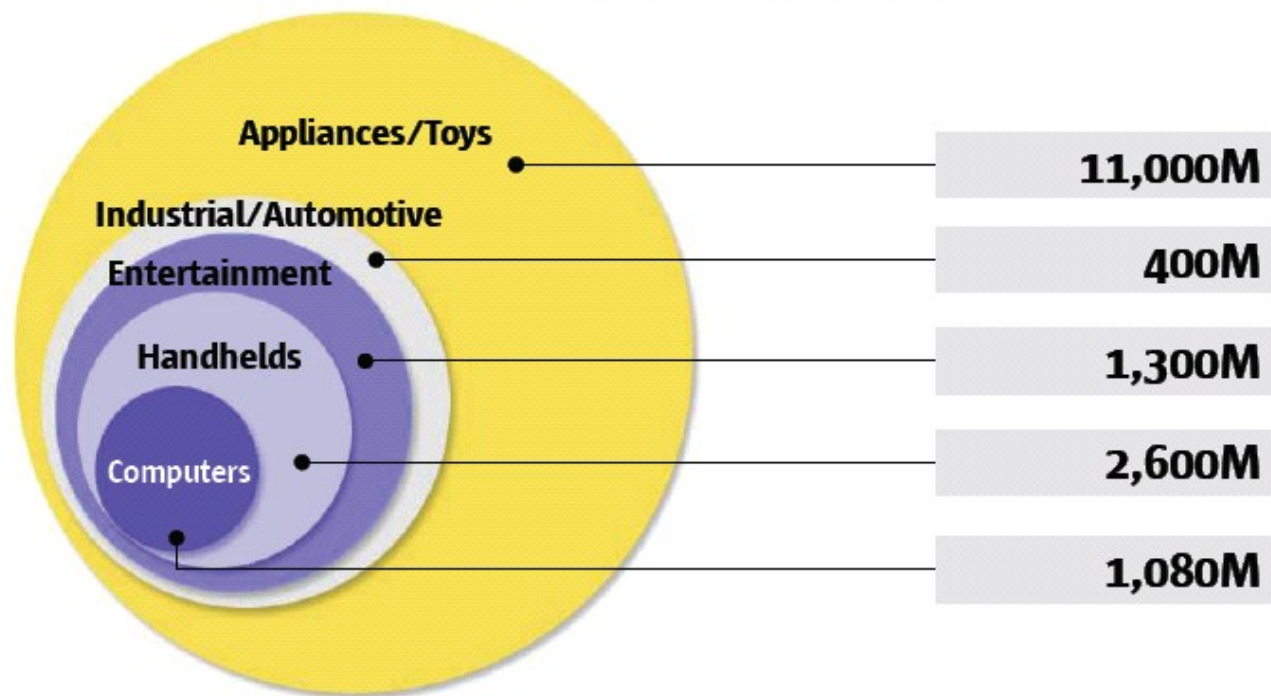 Appliances/Toys
11,000M
Industrial/Automotive
400M
Entertainment
1,300M
Handhelds
2,600M
Computers
1,080M